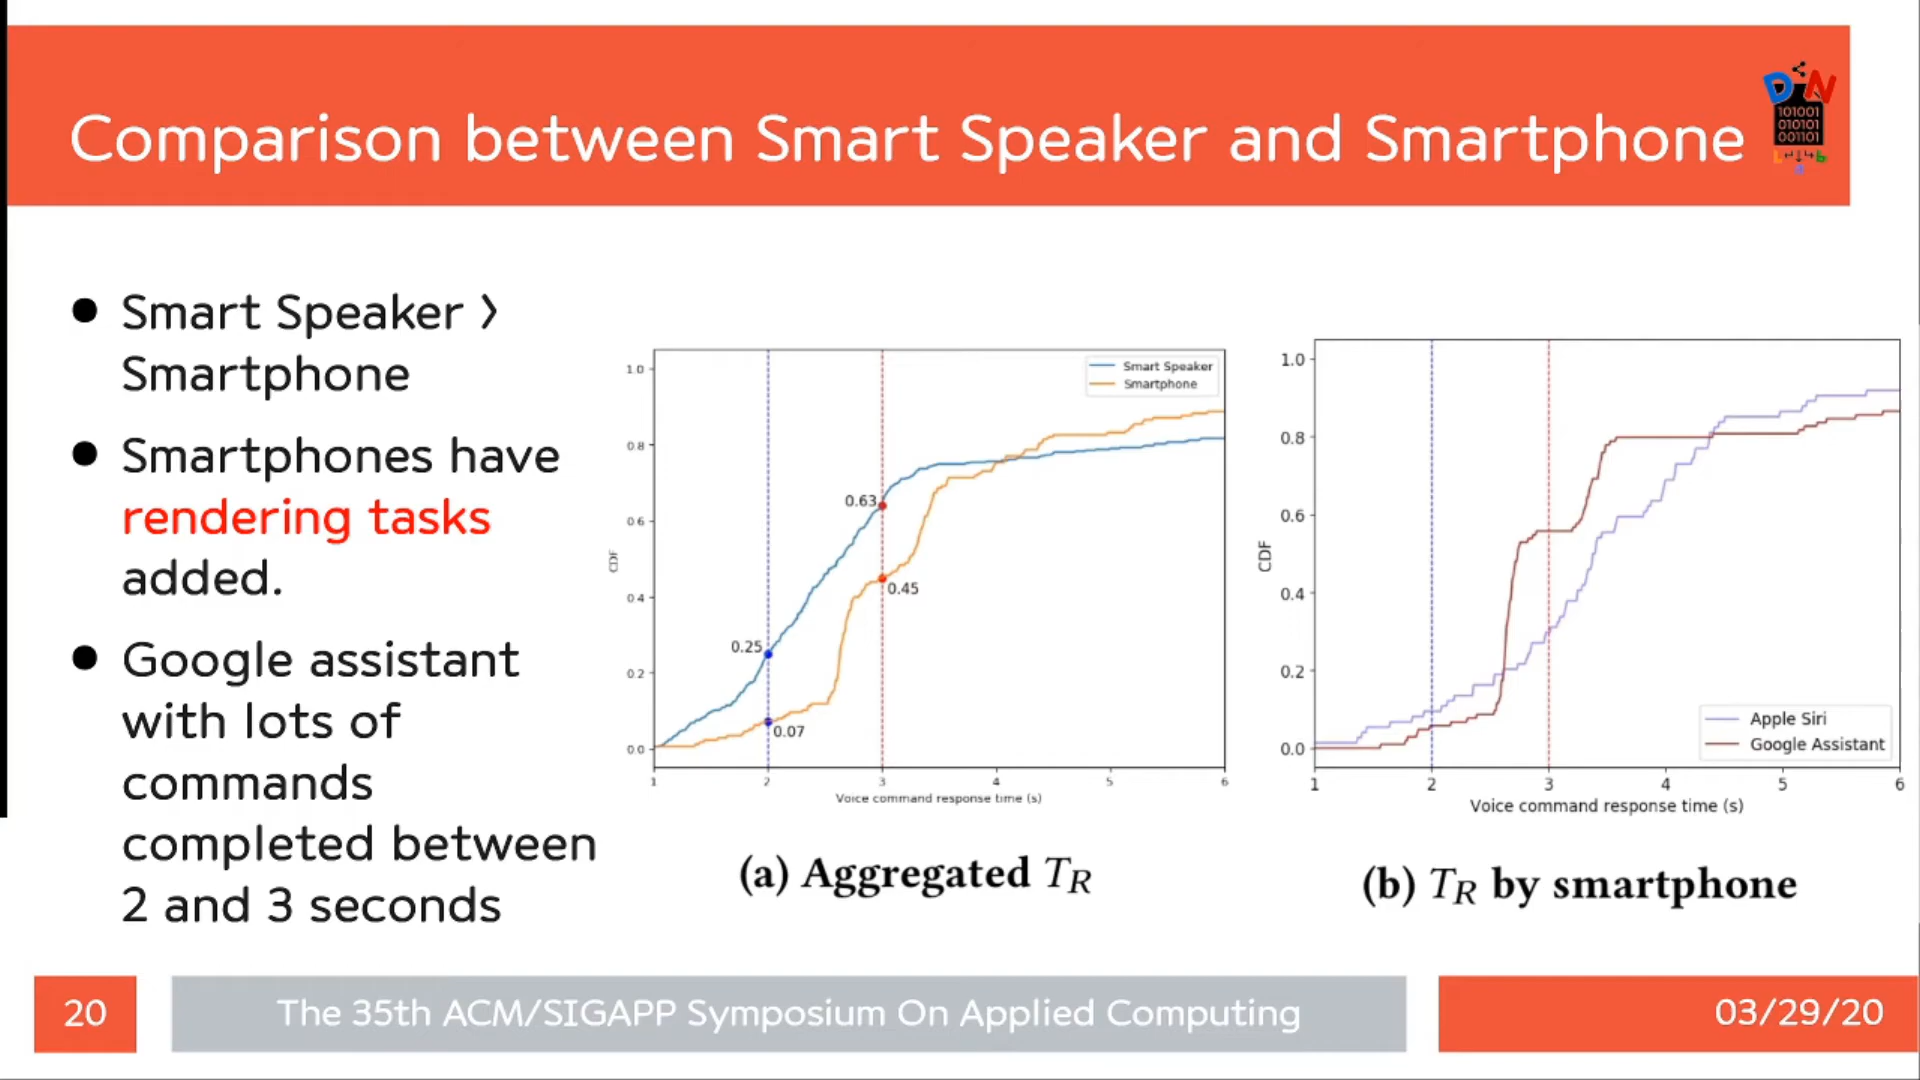 Comparison between Smart Speaker and Smartphone
D N
101001
010101
001101
● Smart Speaker >
Smartphone
● Smartphones have
rendering tasks
added.
● Google assistant
with lots of
commands
completed between
2 and 3 seconds
Smart Speaker
Smartphone
1.0
0.8
0.6
0.4
0.2
0.0
CDF
0.63
0.45
0.25
0.07
1 2 3 4 5 6
Voice command response time (s)
(a) Aggregated T_R
1.0
0.8
0.6
0.4
0.2
0.0
CDF
Apple Siri
Google Assistant
1 2 3 4 5 6
Voice command response time (s)
(b) T_R by smartphone
20
The 35th ACM/SIGAPP Symposium On Applied Computing
03/29/20